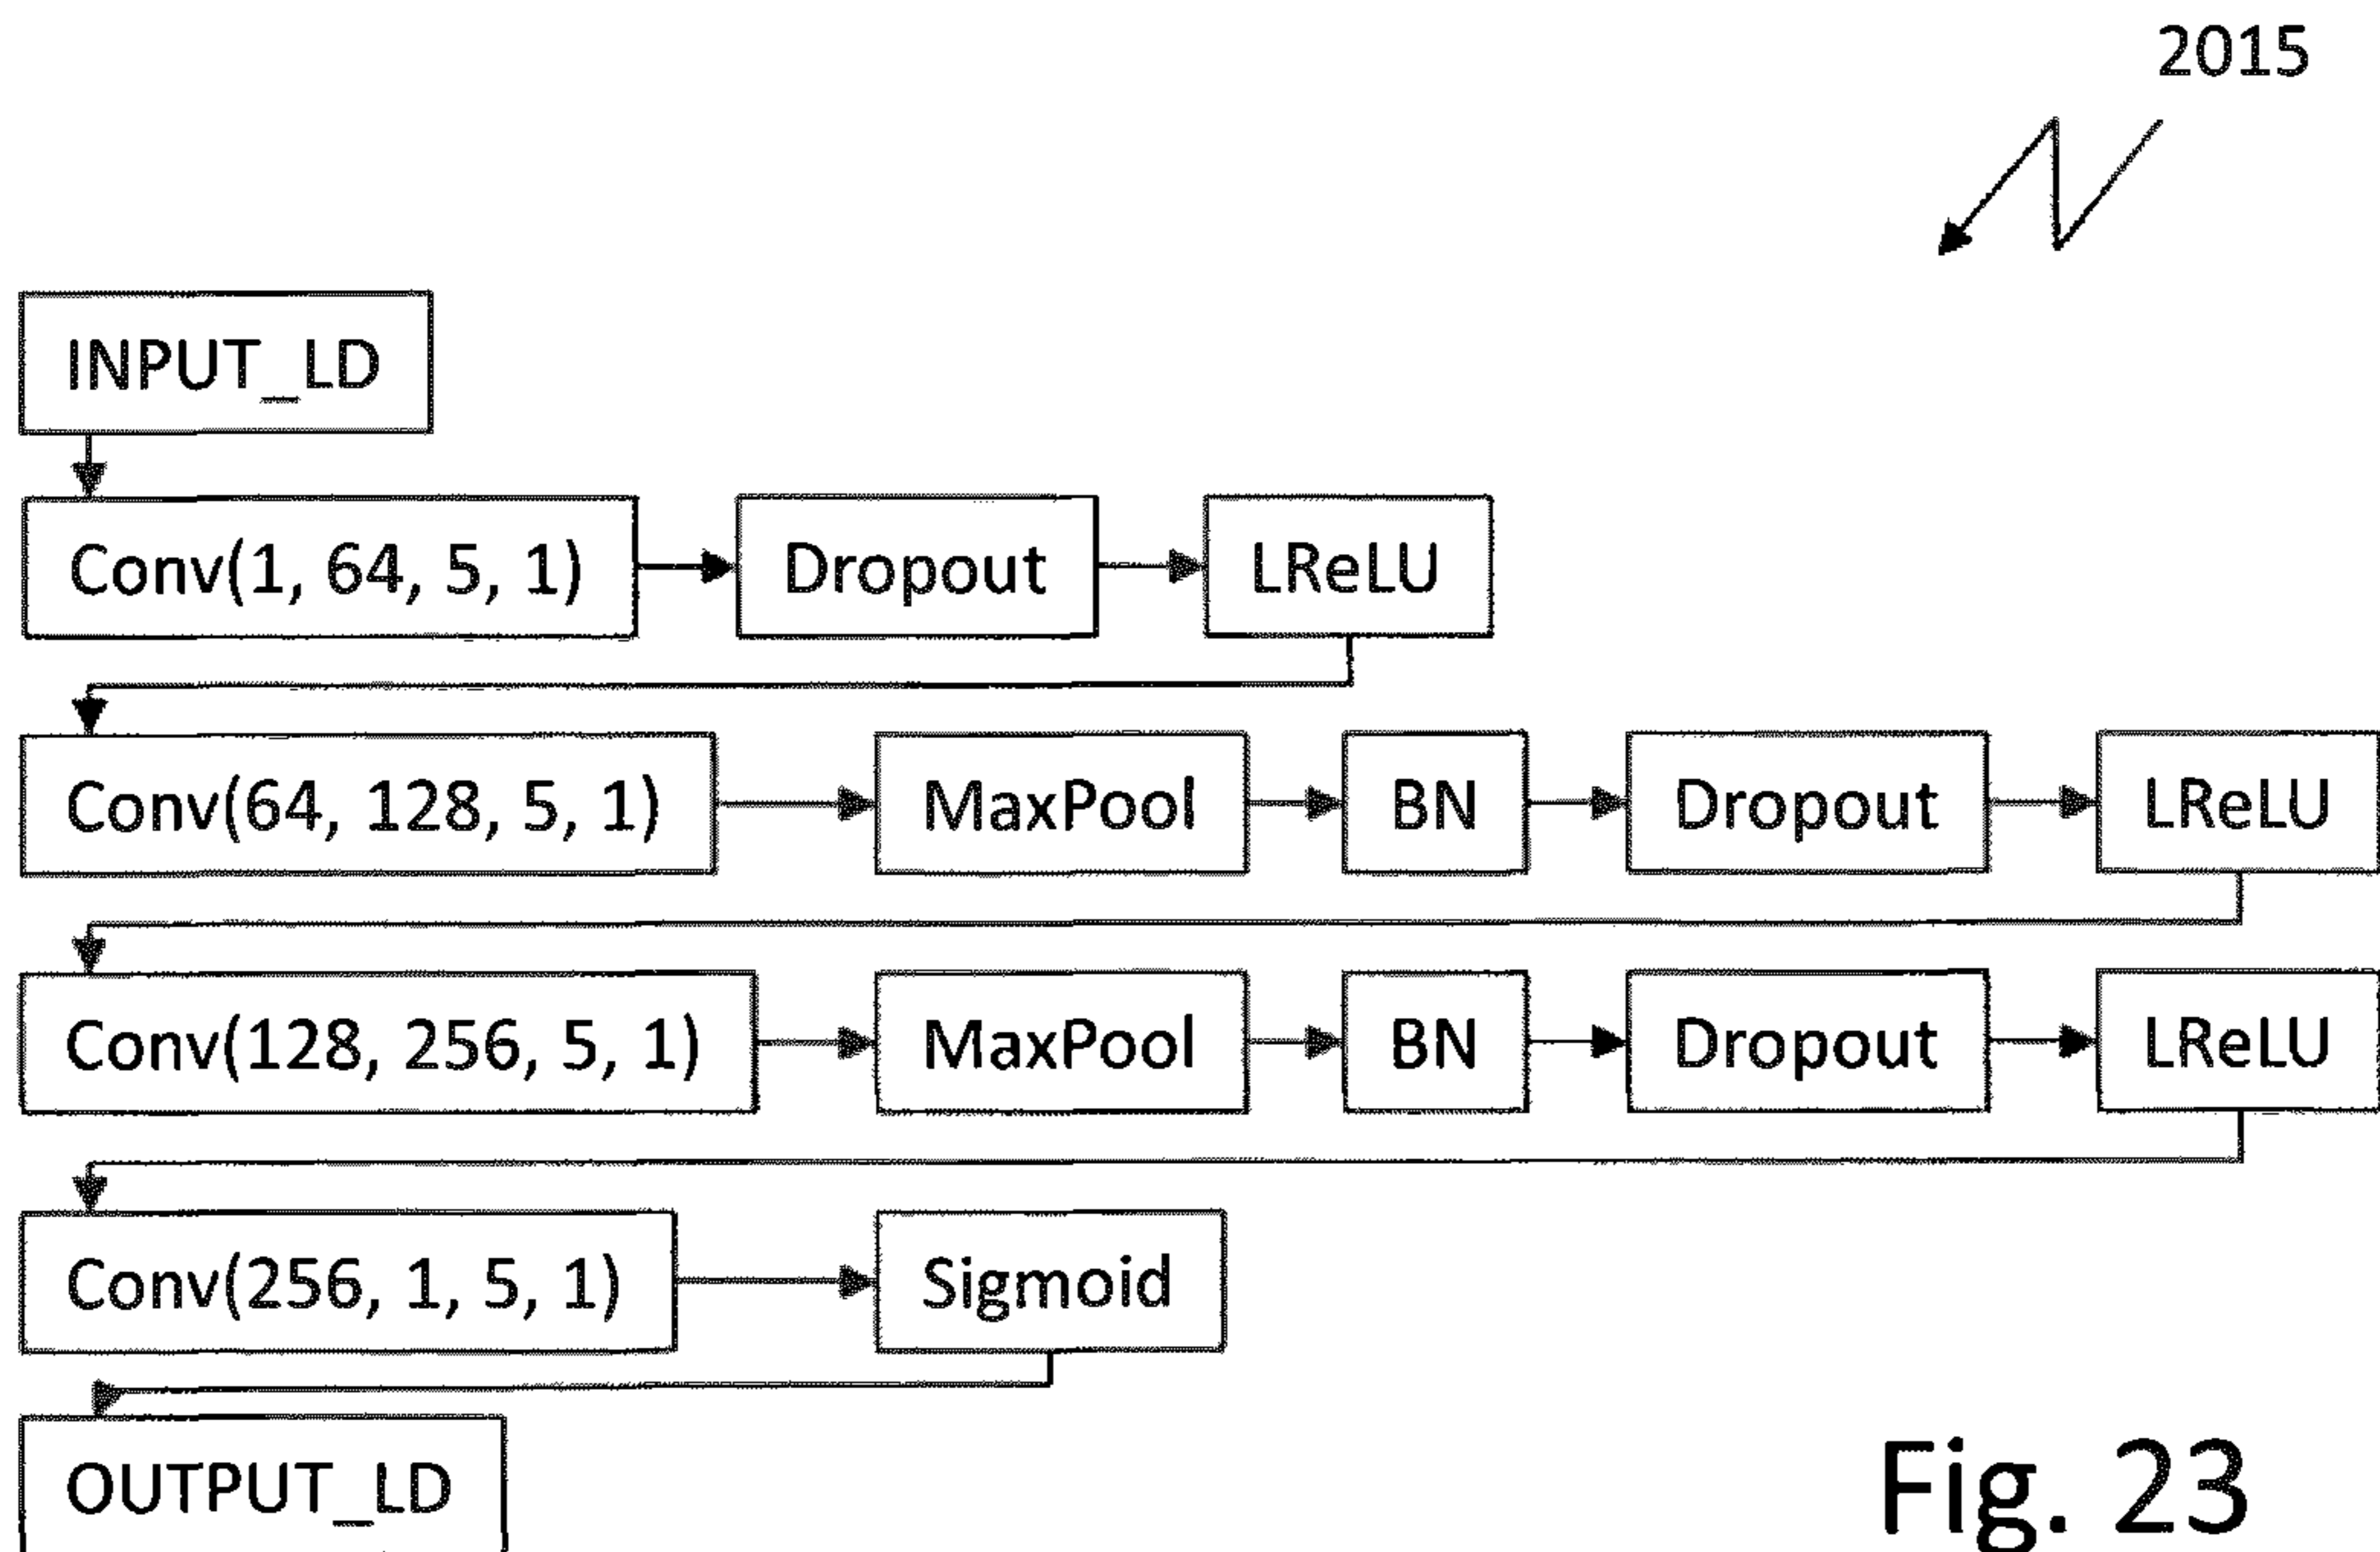 2015
INPUT_LD
Conv(1, 64, 5, 1) Dropout LReLU
Conv(64, 128, 5, 1) MaxPool BN Dropout LReLU
Conv(128, 256, 5, 1) MaxPool BN Dropout LReLU
Conv(256, 1, 5, 1) Sigmoid
OUTPUT_LD
Fig. 23